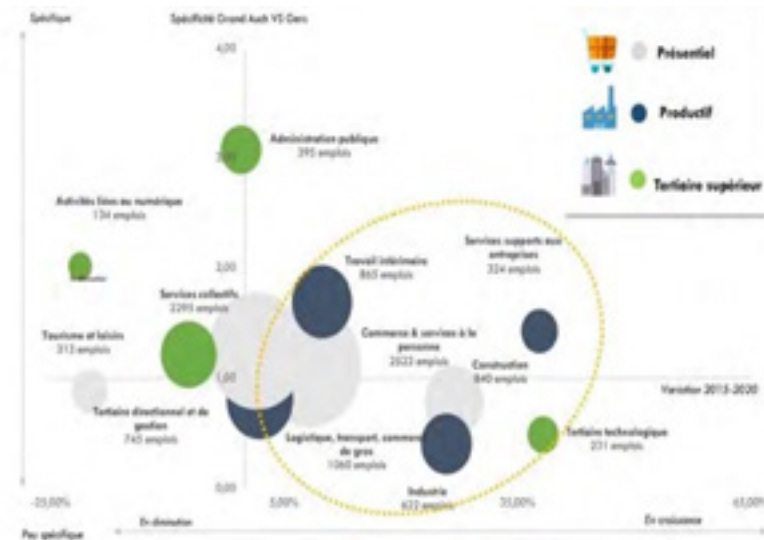 Spécifique
Spécificité Grand Auch VS Gers
4,00
Présentiel
Productif
Tertiaire supérieur
Administration publique
395 emplois
Activités liées au numérique
134 emplois
Services supports aux
entreprises
324 emplois
Travail intérimaire
865 emplois
2,00
Services collectifs
2295 emplois
Tourisme et loisirs
313 emplois
Commerce & services à la
personne
2523 emplois
Construction
840 emplois
1,00
Variation 2015-2020
Tertiaire directionnel et de
gestion
745 emplois
Logistique, transport, commerce
de gros
1060 emplois
Tertiaire technologique
231 emplois
Industrie
622 emplois
0,00
-25,00%
5,00%
35,00%
65,00%
En diminution
En croissance
Peu spécifique